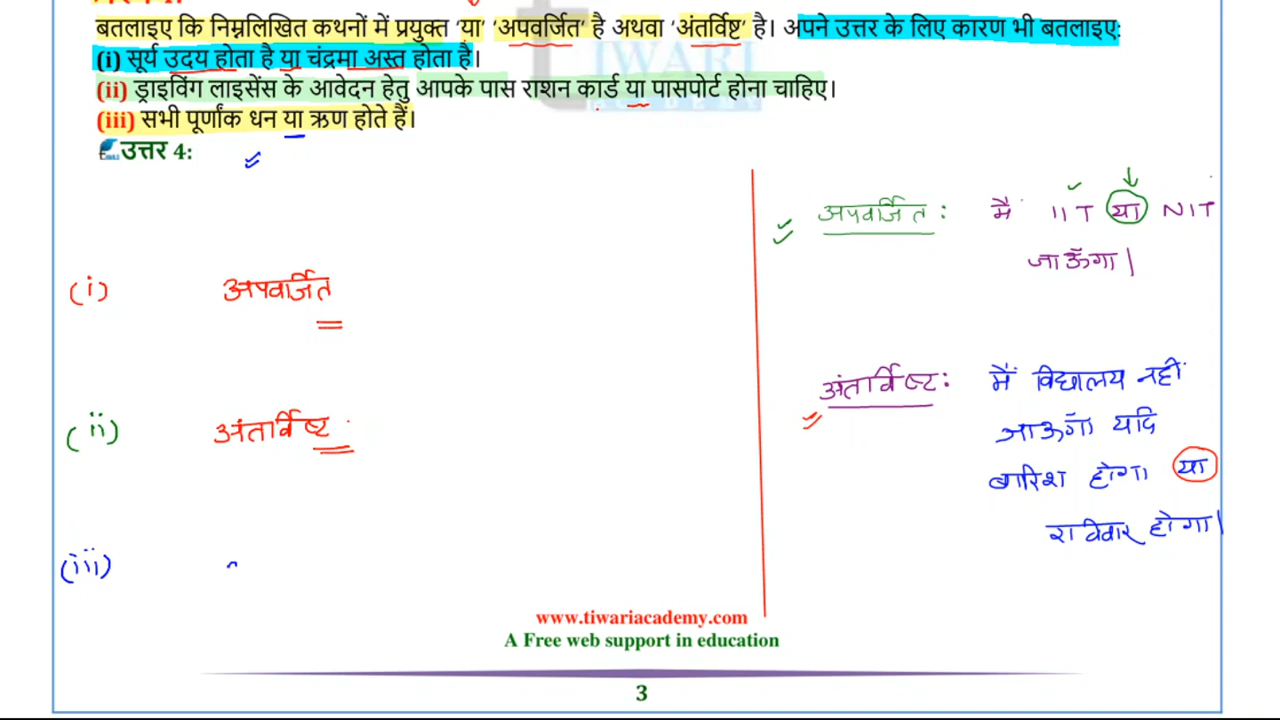 बतलाइए कि निम्नलिखित कथनों में प्रयुक्त ‘या’ ‘अपवर्जित’ है अथवा ‘अंतर्विष्ट’ है। अपने उत्तर के लिए कारण भी बतलाइए:
(i) सूर्य उदय होता है या चंद्रमा अस्त होता है।
(ii) ड्राइविंग लाइसेंस के आवेदन हेतु आपके पास राशन कार्ड या पासपोर्ट होना चाहिए।
(iii) सभी पूर्णांक धन या ऋण होते हैं।
उत्तर 4:
(i) अपवर्जित
(ii) अंतर्विष्ट
(iii)
अपवर्जित : मैं IIT या NIT
जाऊँगा।
अंतर्विष्ट : मैं विद्यालय नहीं
जाऊँगा यदि
बारिश होगा या
रविवार होगा।
www.tiwariacademy.com
A Free web support in education
3